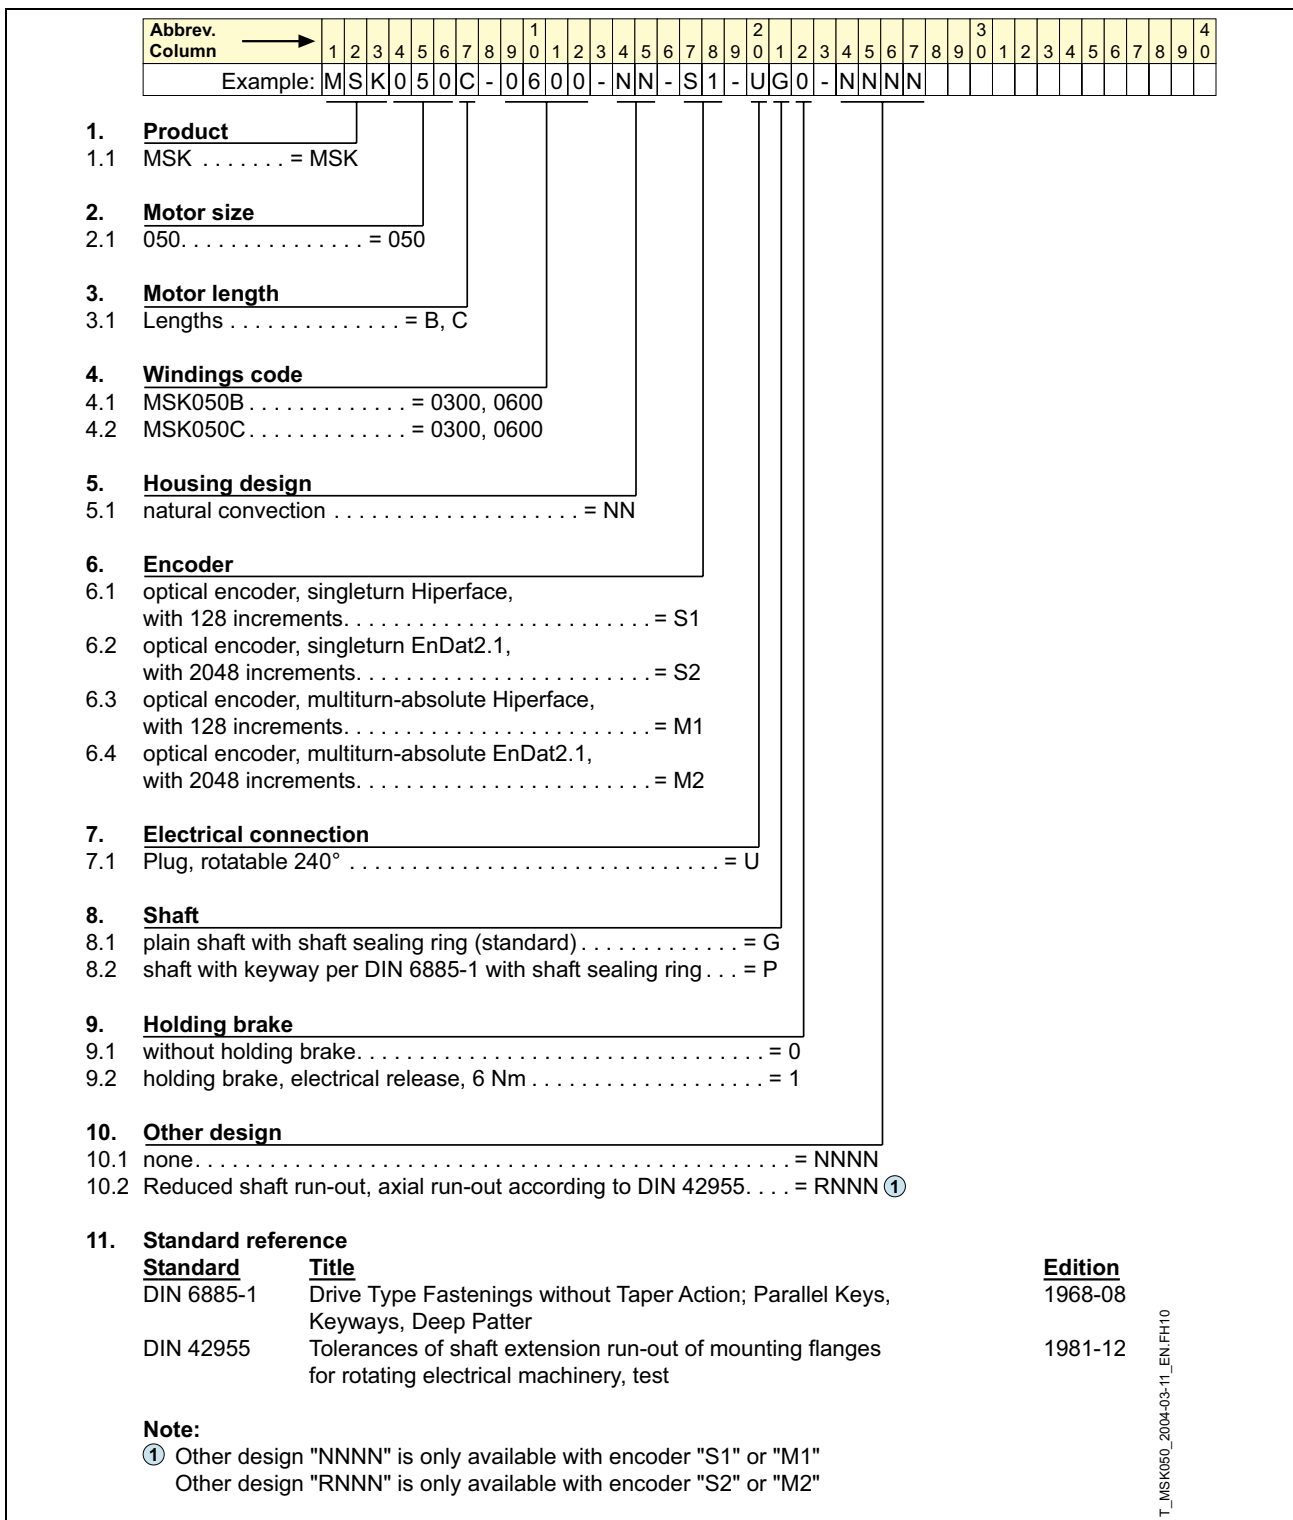 Abbrev. Column 1 2 3 4 5 6 7 8 9 10 1 2 3 4 5 6 7 8 9 20 1 2 3 4 5 6 7 8 9 30 1 2 3 4 5 6 7 8 9 40
Example: M S K 0 5 0 C - 0 6 0 0 - N N - S 1 - U G 0 - N N N N
1. Product
1.1 MSK . . . . . . . = MSK
2. Motor size
2.1 050. . . . . . . . . . . . . . . = 050
3. Motor length
3.1 Lengths . . . . . . . . . . . . . . = B, C
4. Windings code
4.1 MSK050B . . . . . . . . . . . . . = 0300, 0600
4.2 MSK050C. . . . . . . . . . . . . = 0300, 0600
5. Housing design
5.1 natural convection . . . . . . . . . . . . . . . . . . . . = NN
6. Encoder
6.1 optical encoder, singleturn Hiperface,
with 128 increments. . . . . . . . . . . . . . . . . . . . . . . . . = S1
6.2 optical encoder, singleturn EnDat2.1,
with 2048 increments. . . . . . . . . . . . . . . . . . . . . . . . = S2
6.3 optical encoder, multiturn-absolute Hiperface,
with 128 increments. . . . . . . . . . . . . . . . . . . . . . . . . = M1
6.4 optical encoder, multiturn-absolute EnDat2.1,
with 2048 increments. . . . . . . . . . . . . . . . . . . . . . . . = M2
7. Electrical connection
7.1 Plug, rotatable 240° . . . . . . . . . . . . . . . . . . . . . . . . . . . . . . = U
8. Shaft
8.1 plain shaft with shaft sealing ring (standard) . . . . . . . . . . . . . = G
8.2 shaft with keyway per DIN 6885-1 with shaft sealing ring . . . = P
9. Holding brake
9.1 without holding brake. . . . . . . . . . . . . . . . . . . . . . . . . . . . . . . . . = 0
9.2 holding brake, electrical release, 6 Nm . . . . . . . . . . . . . . . . . . . = 1
10. Other design
10.1 none. . . . . . . . . . . . . . . . . . . . . . . . . . . . . . . . . . . . . . . . . . . . . . . . = NNNN
10.2 Reduced shaft run-out, axial run-out according to DIN 42955. . . . = RNNN 1
11. Standard reference
Standard Title Edition
DIN 6885-1 Drive Type Fastenings without Taper Action; Parallel Keys, 1968-08
Keyways, Deep Patter
DIN 42955 Tolerances of shaft extension run-out of mounting flanges 1981-12
for rotating electrical machinery, test
Note:
1 Other design "NNNN" is only available with encoder "S1" or "M1"
Other design "RNNN" is only available with encoder "S2" or "M2"
T_MSK050_2004-03-11_EN.FH10